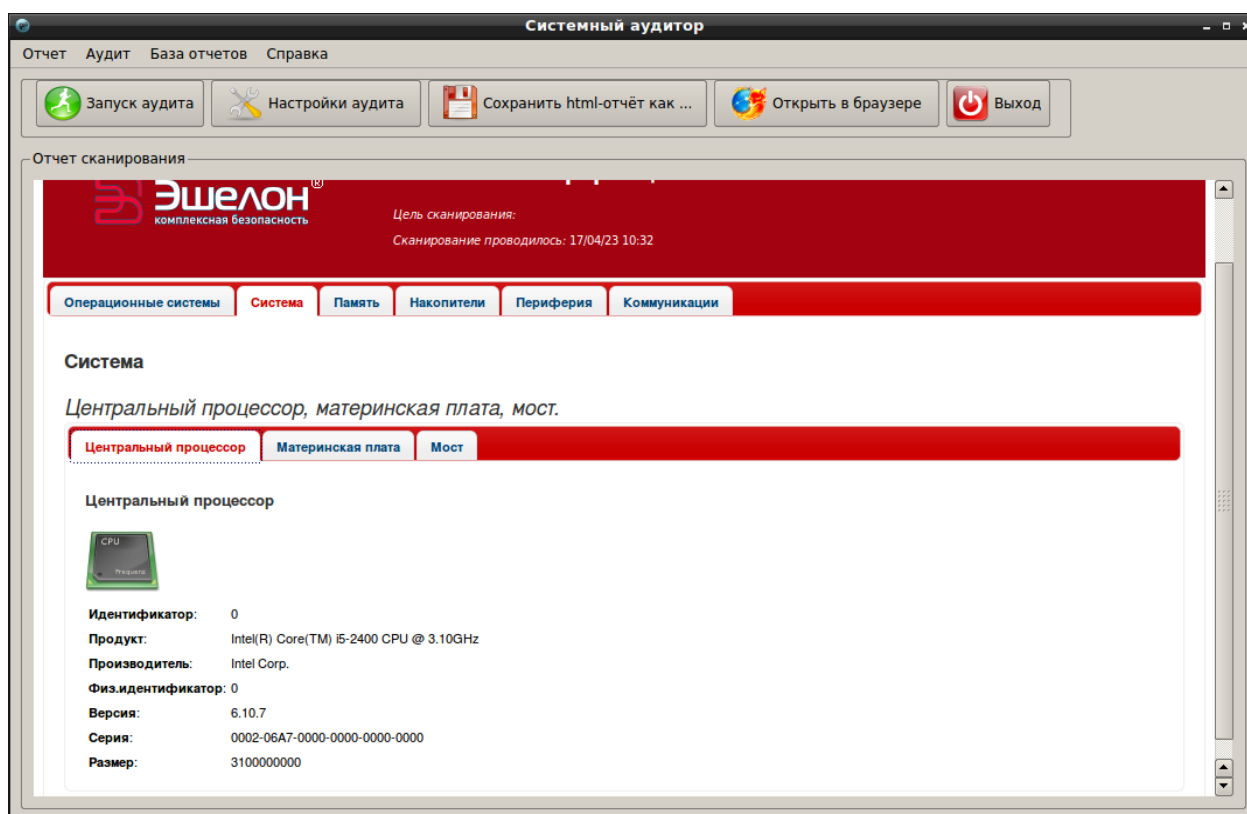 Системный аудитор
Отчет Аудит База отчетов Справка
Запуск аудита Настройки аудита Сохранить html-отчёт как ... Открыть в браузере Выход
Отчет сканирования
Эшелон®
комплексная безопасность
Цель сканирования:
Сканирование проводилось: 17/04/23 10:32
Операционные системы Система Память Накопители Периферия Коммуникации
Система
Центральный процессор, материнская плата, мост.
Центральный процессор Материнская плата Мост
Центральный процессор
CPU
Frequenz
Идентификатор: 0
Продукт: Intel(R) Core(TM) i5-2400 CPU @ 3.10GHz
Производитель: Intel Corp.
Физ.идентификатор: 0
Версия: 6.10.7
Серия: 0002-06A7-0000-0000-0000-0000
Размер: 3100000000